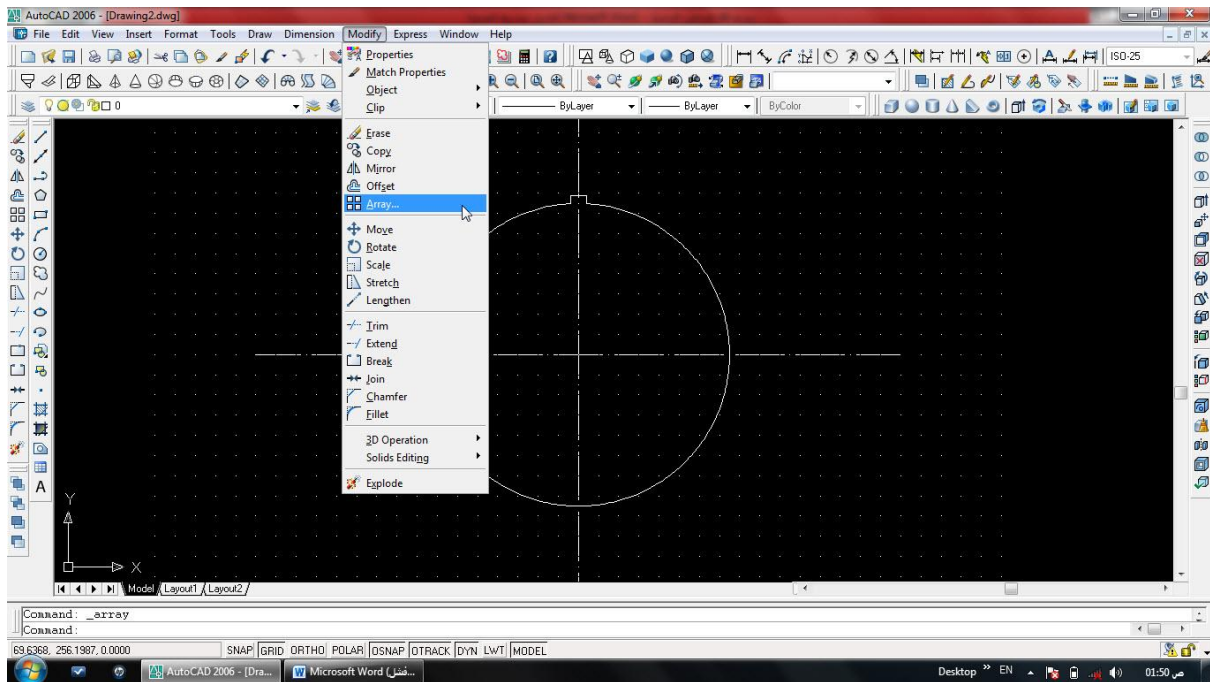 AutoCAD 2006 - [Drawing2.dwg]
File Edit View Insert Format Tools Draw Dimension Modify Express Window Help
ISO-25
0
ByLayer ByLayer ByColor
Properties
Match Properties
Object
Clip
Erase
Copy
Mirror
Offset
Array...
Move
Rotate
Scale
Stretch
Lengthen
Trim
Extend
Break
Join
Chamfer
Fillet
3D Operation
Solids Editing
Explode
A
Y
X
Model Layout1 Layout2
Command: _array
Command:
69.6368, 256.1987, 0.0000 SNAP GRID ORTHO POLAR OSNAP OTRACK DYN LWT MODEL
AutoCAD 2006 - [Dra... Microsoft Word (فشل... Desktop » EN 01:50 ص